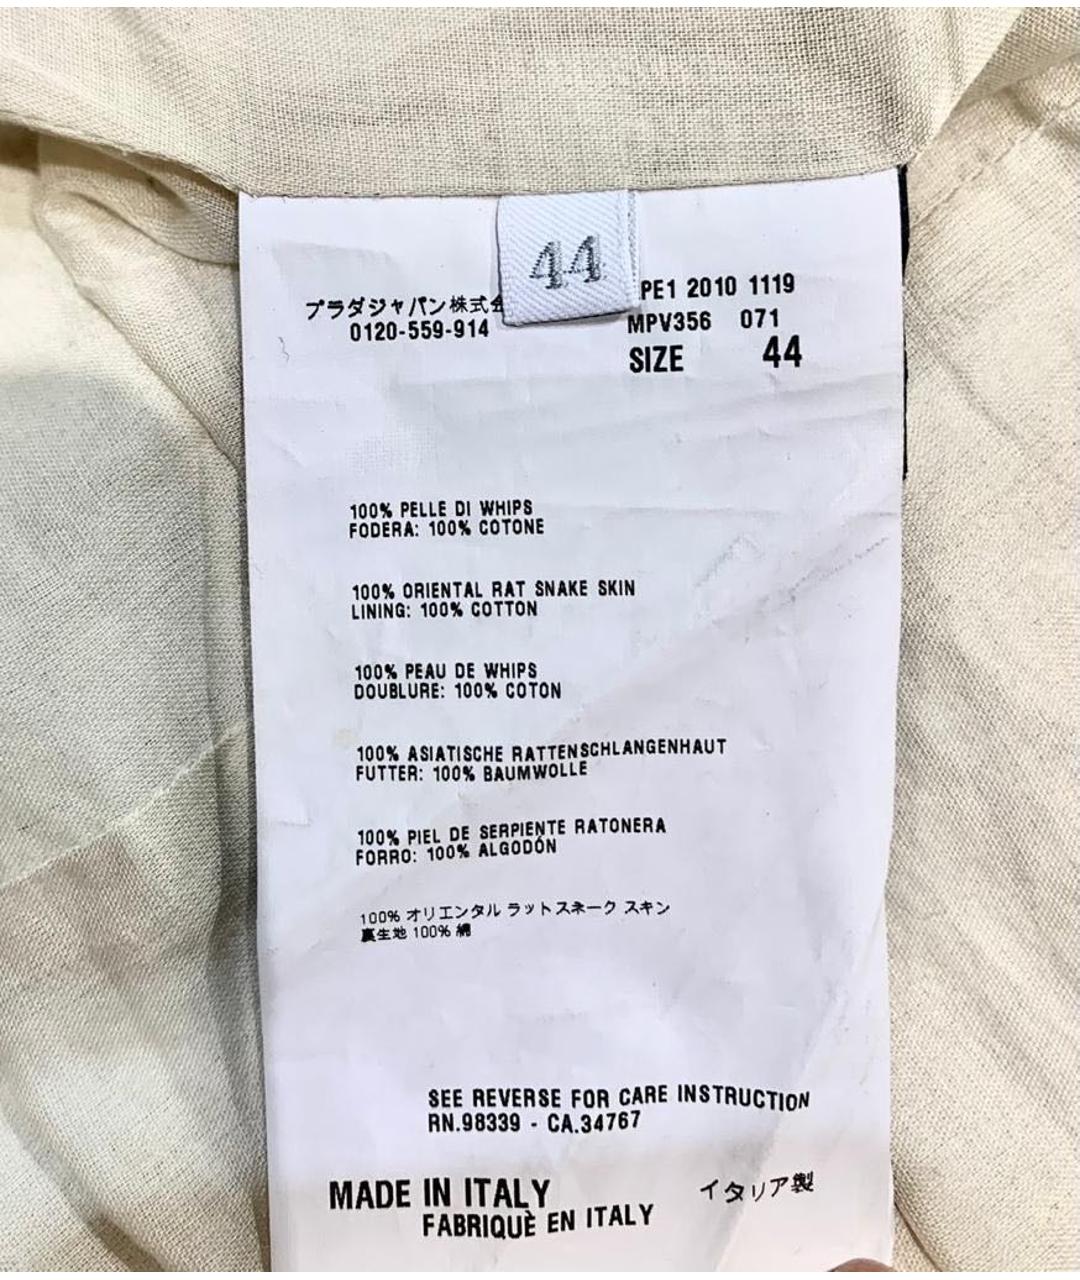 44
プラダジャパン株式会
0120-559-914
PE1 2010 1119
MPV356 071
SIZE 44
100% PELLE DI WHIPS
FODERA: 100% COTONE
100% ORIENTAL RAT SNAKE SKIN
LINING: 100% COTTON
100% PEAU DE WHIPS
DOUBLURE: 100% COTON
100% ASIATISCHE RATTENSCHLANGENHAUT
FUTTER: 100% BAUMWOLLE
100% PIEL DE SERPIENTE RATONERA
FORRO: 100% ALGODÓN
100% オリエンタル ラットスネーク スキン
裏生地 100% 綿
SEE REVERSE FOR CARE INSTRUCTION
RN.98339 - CA.34767
MADE IN ITALY
FABRIQUÈ EN ITALY
イタリア製